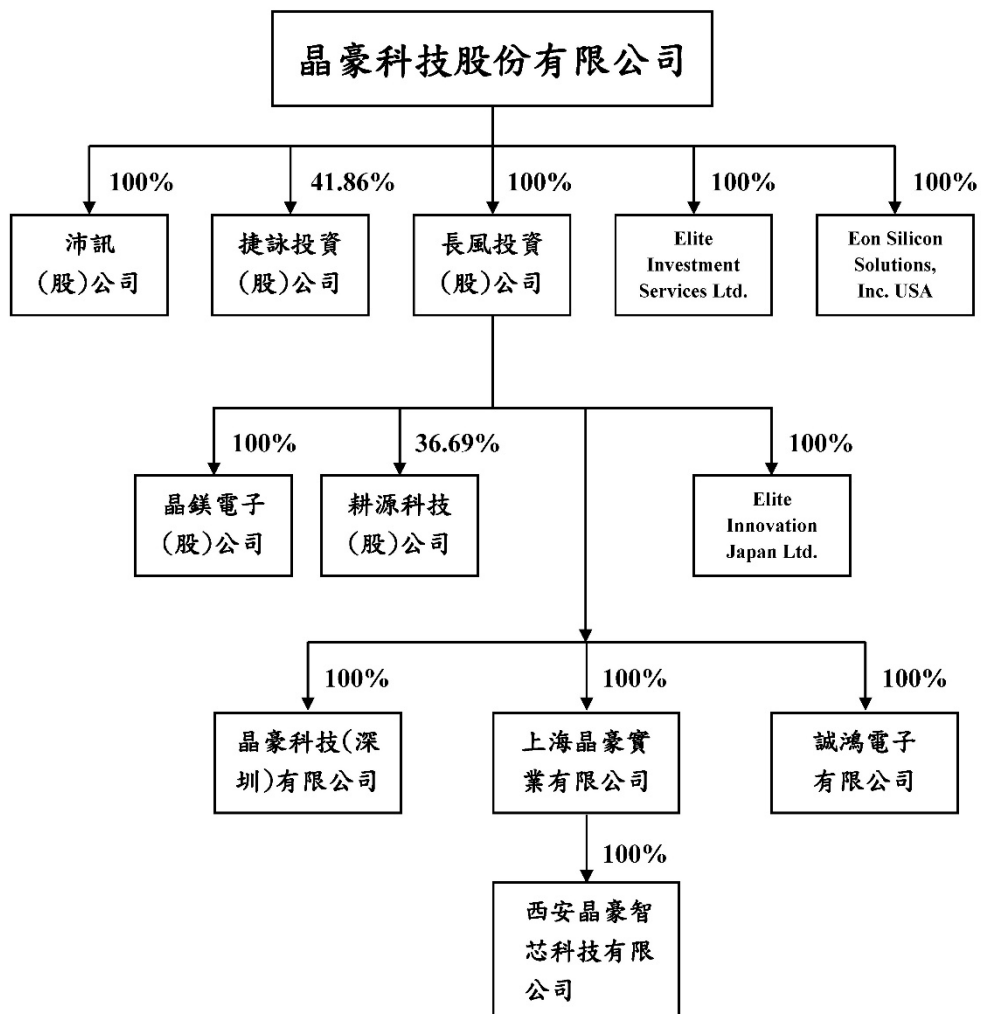 晶豪科技股份有限公司
100%
41.86%
100%
100%
100%
沛訊
(股)公司
捷詠投資
(股)公司
長風投資
(股)公司
Elite
Investment
Services Ltd.
Eon Silicon
Solutions,
Inc. USA
100%
36.69%
100%
晶鎂電子
(股)公司
耕源科技
(股)公司
Elite
Innovation
Japan Ltd.
100%
100%
100%
晶豪科技(深
圳)有限公司
上海晶豪實
業有限公司
誠鴻電子
有限公司
100%
西安晶豪智
芯科技有限
公司